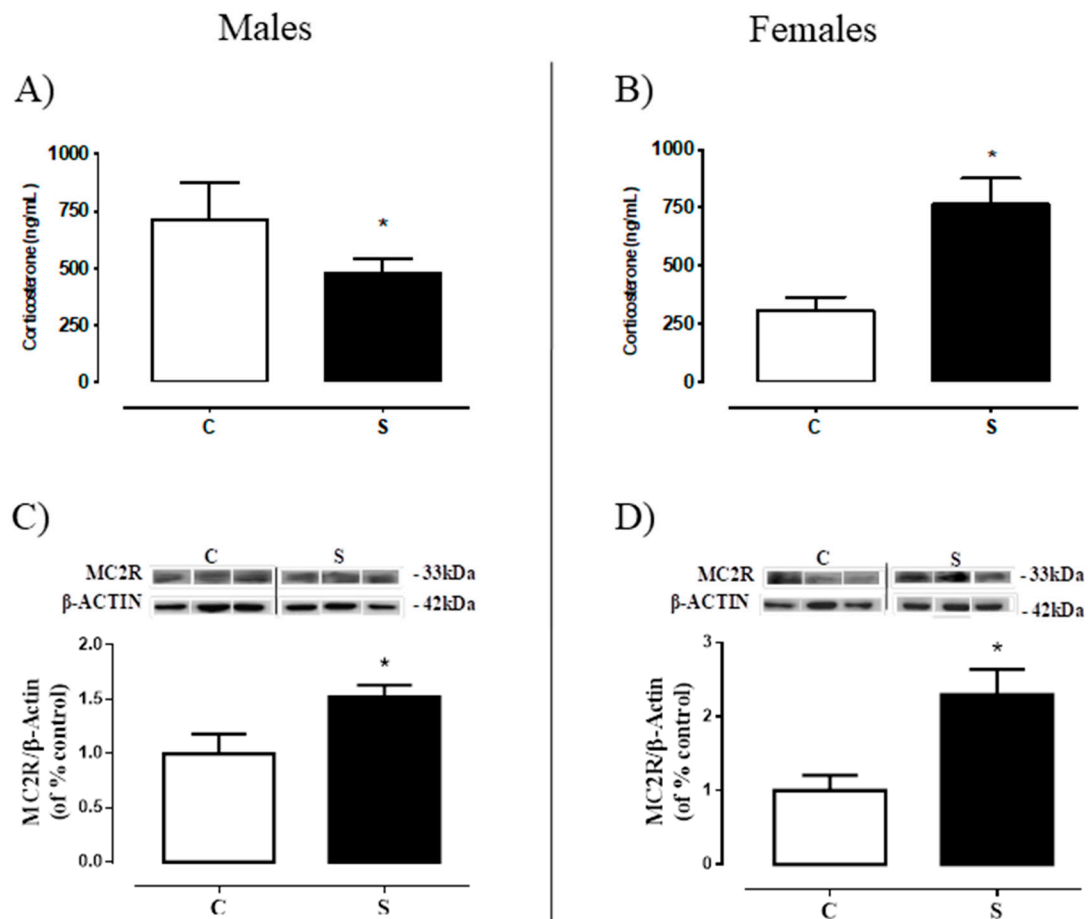 Males
Females
A)
1000
750
500
250
0
Corticosterone (ng/mL)
*
C
S
B)
1000
750
500
250
0
Corticosterone (ng/mL)
*
C
S
C)
C
S
MC2R
- 33kDa
β-ACTIN
- 42kDa
2.0
1.5
1.0
0.5
0.0
MC2R/β-Actin
(of % control)
*
C
S
D)
C
S
MC2R
- 33kDa
β-ACTIN
- 42kDa
3
2
1
0
MC2R/β-Actin
(of % control)
*
C
S